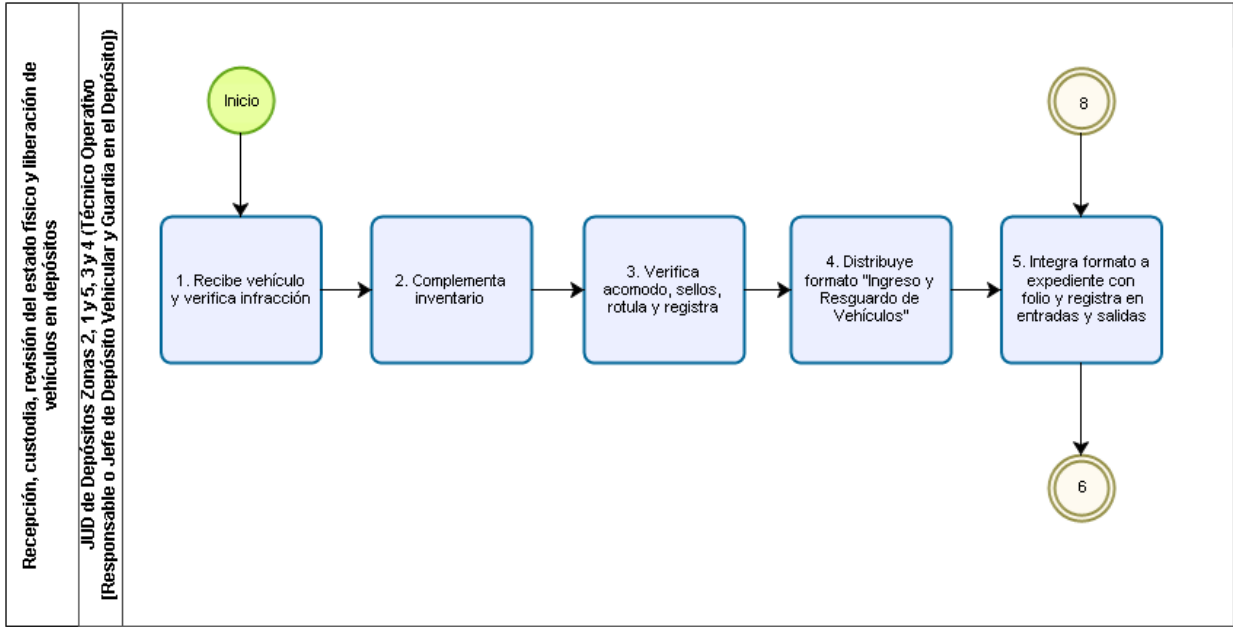 Recepción, custodia, revisión del estado físico y liberación de
vehículos en depósitos
JUD de Depósitos Zonas 2, 1 y 5, 3 y 4 (Técnico Operativo
[Responsable o Jefe de Depósito Vehicular y Guardia en el Depósito])
Inicio
8
1. Recibe vehículo
y verifica infracción
2. Complementa
inventario
3. Verifica
acomodo, sellos,
rotula y registra
4. Distribuye
formato "Ingreso y
Resguardo de
Vehículos"
5. Integra formato a
expediente con
folio y registra en
entradas y salidas
6